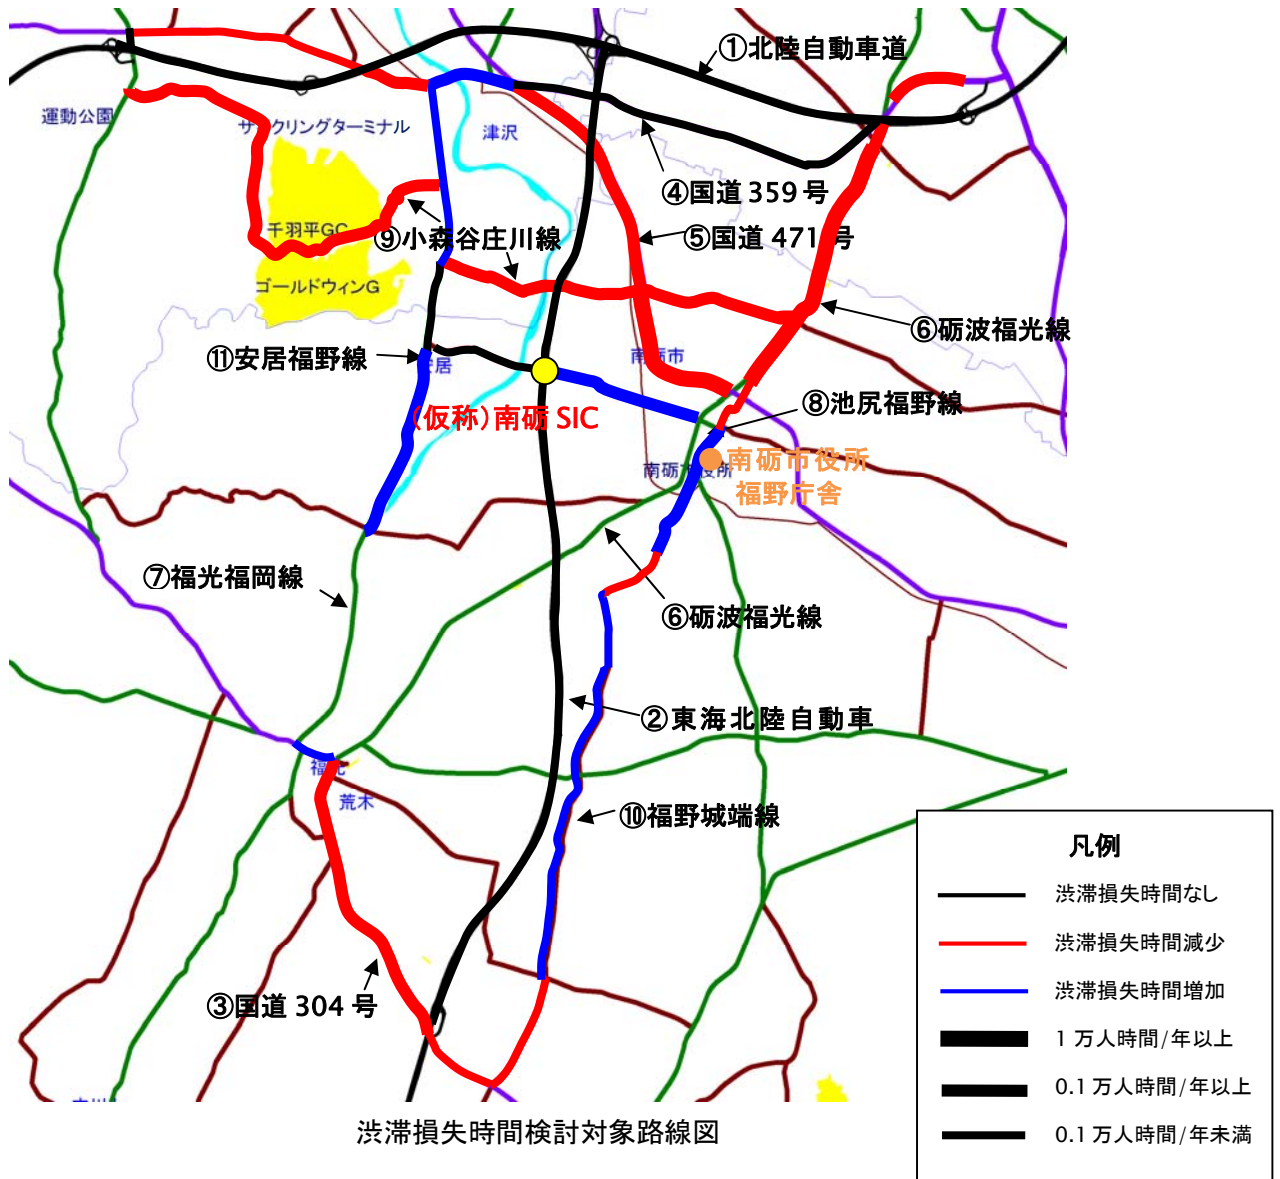 ①北陸自動車道
運動公園
サイクリングターミナル
津沢
④国道 359 号
千羽平GC
⑨小森谷庄川線
⑤国道 471 号
ゴールドウィンG
⑥砺波福光線
⑪安居福野線
安居
南砺市
(仮称)南砺 SIC
⑧池尻福野線
南砺市役所
南砺市役所
福野庁舎
⑦福光福岡線
⑥砺波福光線
②東海北陸自動車
福光
荒木
⑩福野城端線
③国道 304 号
凡例
渋滞損失時間なし
渋滞損失時間減少
渋滞損失時間増加
1 万人時間/年以上
0.1 万人時間/年以上
0.1 万人時間/年未満
渋滞損失時間検討対象路線図